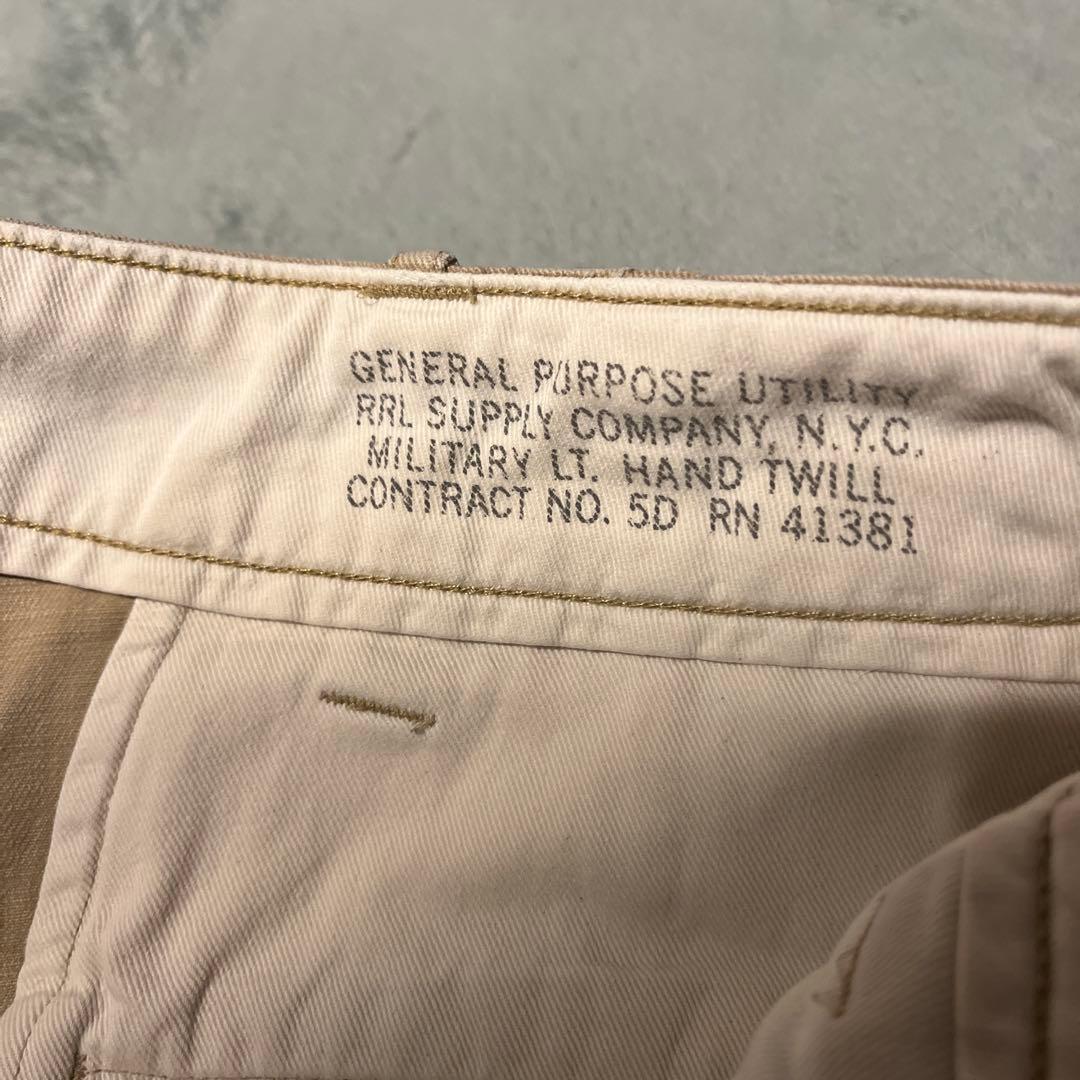 GENERAL PURPOSE UTILITY
RRL SUPPLY COMPANY, N.Y.C.
MILITARY LT. HAND TWILL
CONTRACT NO. 5D RN 41381